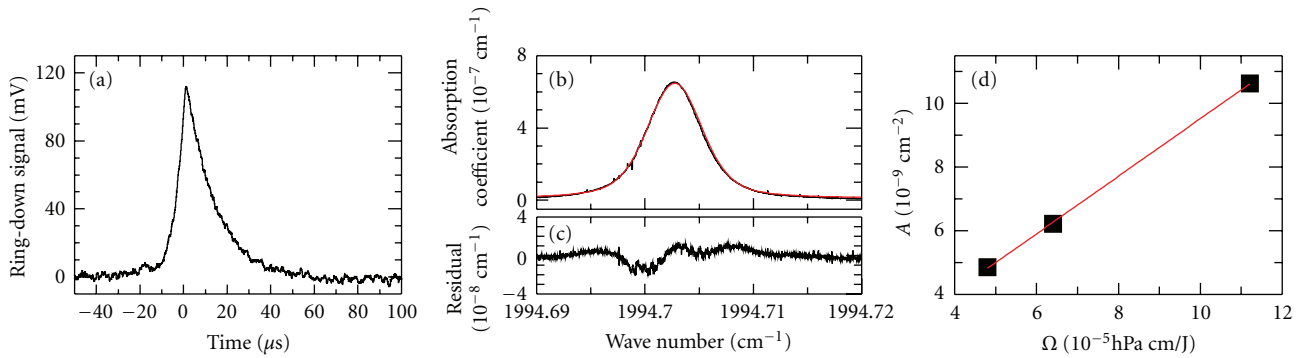 (a)
Ring-down signal (mV)
120
80
40
0
−40 −20 0 20 40 60 80 100
Time (μs)
(b)
Absorption
coefficient (10⁻⁷ cm⁻¹)
8
4
0
(c)
Residual
(10⁻⁸ cm⁻¹)
4
0
−4
1994.69 1994.7 1994.71 1994.72
Wave number (cm⁻¹)
(d)
A (10⁻⁹ cm⁻²)
10
8
6
4
4 6 8 10 12
Ω (10⁻⁵hPa cm/J)